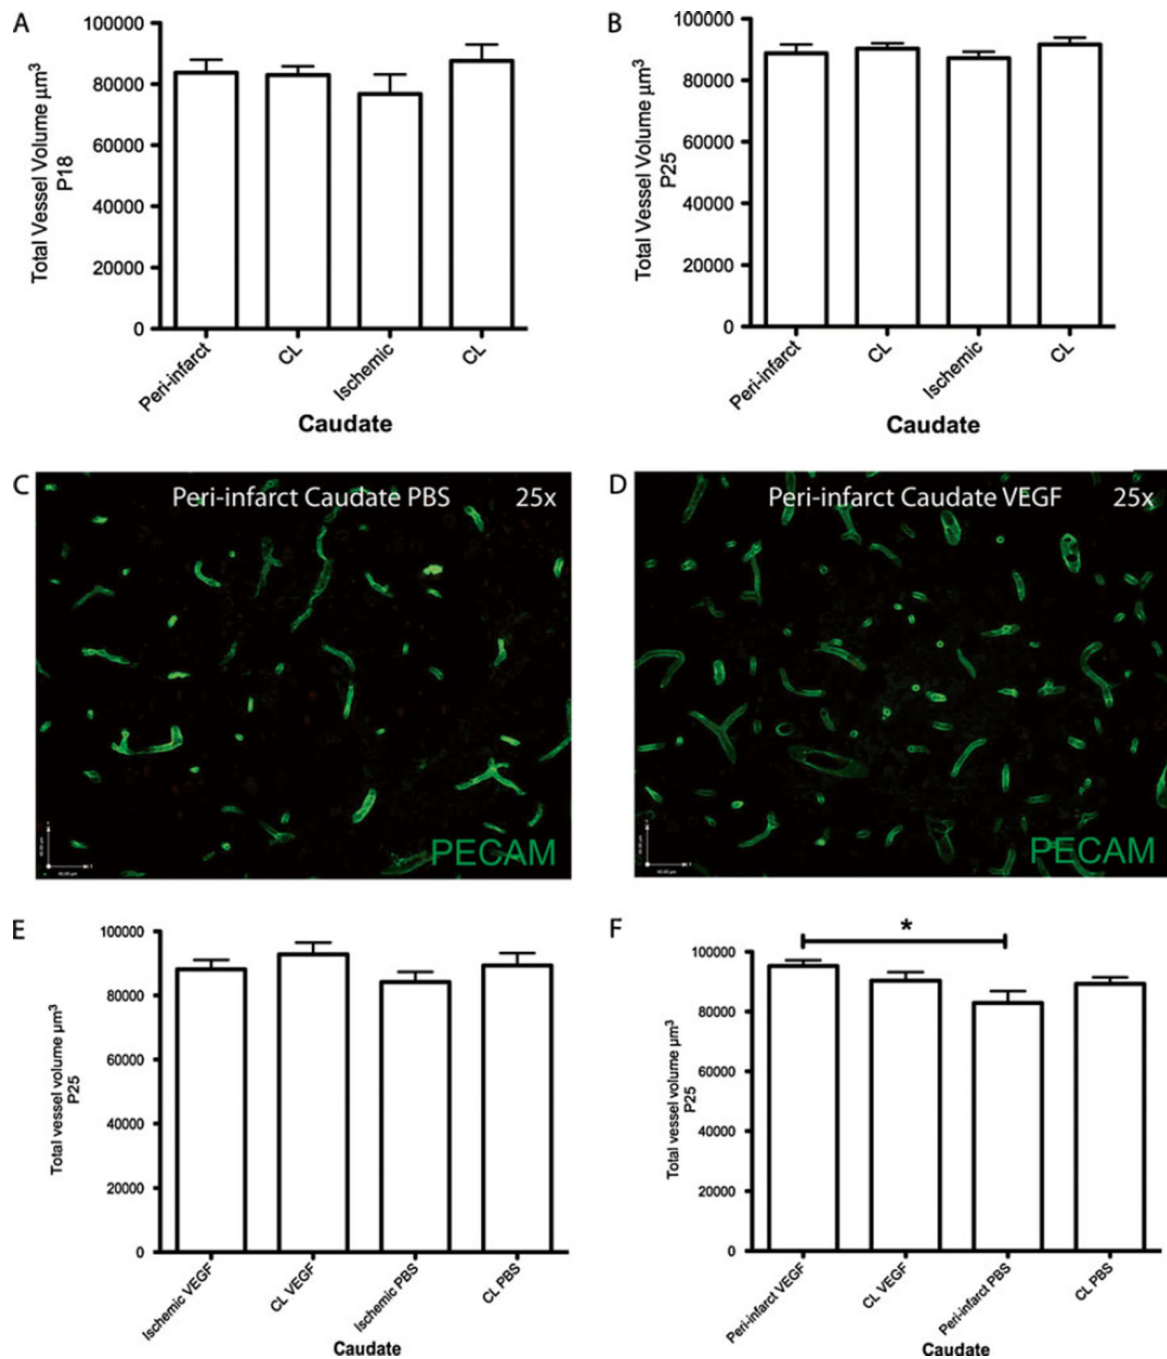 A
100000
80000
60000
40000
20000
0
Total Vessel Volume µm³
P18
Peri-infarct
CL
Ischemic
CL
Caudate
B
100000
80000
60000
40000
20000
0
Total Vessel Volume µm³
P25
Peri-infarct
CL
Ischemic
CL
Caudate
C
Peri-infarct Caudate PBS 25x
PECAM
D
Peri-infarct Caudate VEGF 25x
PECAM
E
100000
80000
60000
40000
20000
0
Total vessel volume µm³
P25
Ischemic VEGF
CL VEGF
Ischemic PBS
CL PBS
Caudate
F
*
100000
80000
60000
40000
20000
0
Total vessel volume µm³
P25
Peri-infarct VEGF
CL VEGF
Peri-infarct PBS
CL PBS
Caudate